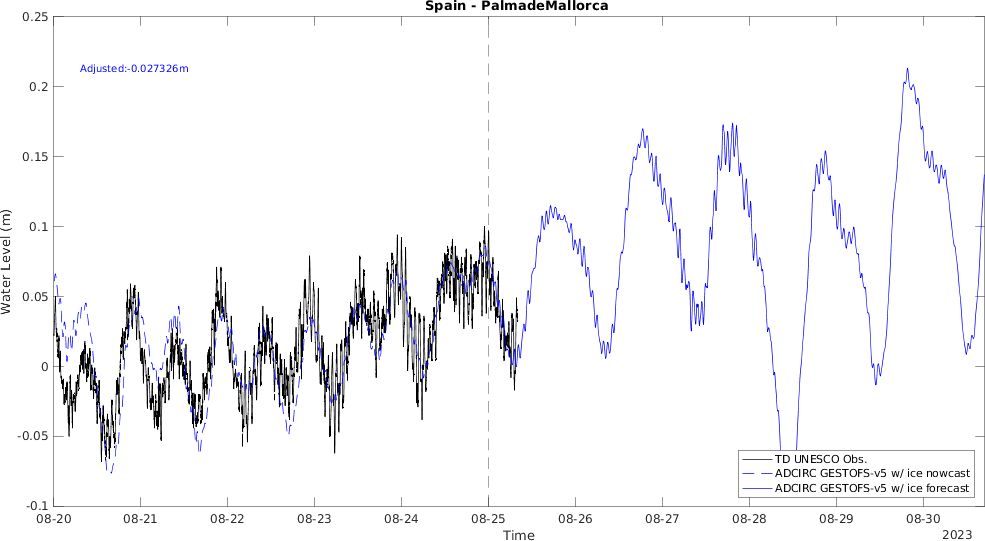 Spain - PalmadeMallorca
Adjusted:-0.027326m
Water Level (m)
0.25
0.2
0.15
0.1
0.05
0
-0.05
-0.1
08-20 08-21 08-22 08-23 08-24 08-25 08-26 08-27 08-28 08-29 08-30
Time
2023
TD UNESCO Obs.
ADCIRC GESTOFS-v5 w/ ice nowcast
ADCIRC GESTOFS-v5 w/ ice forecast